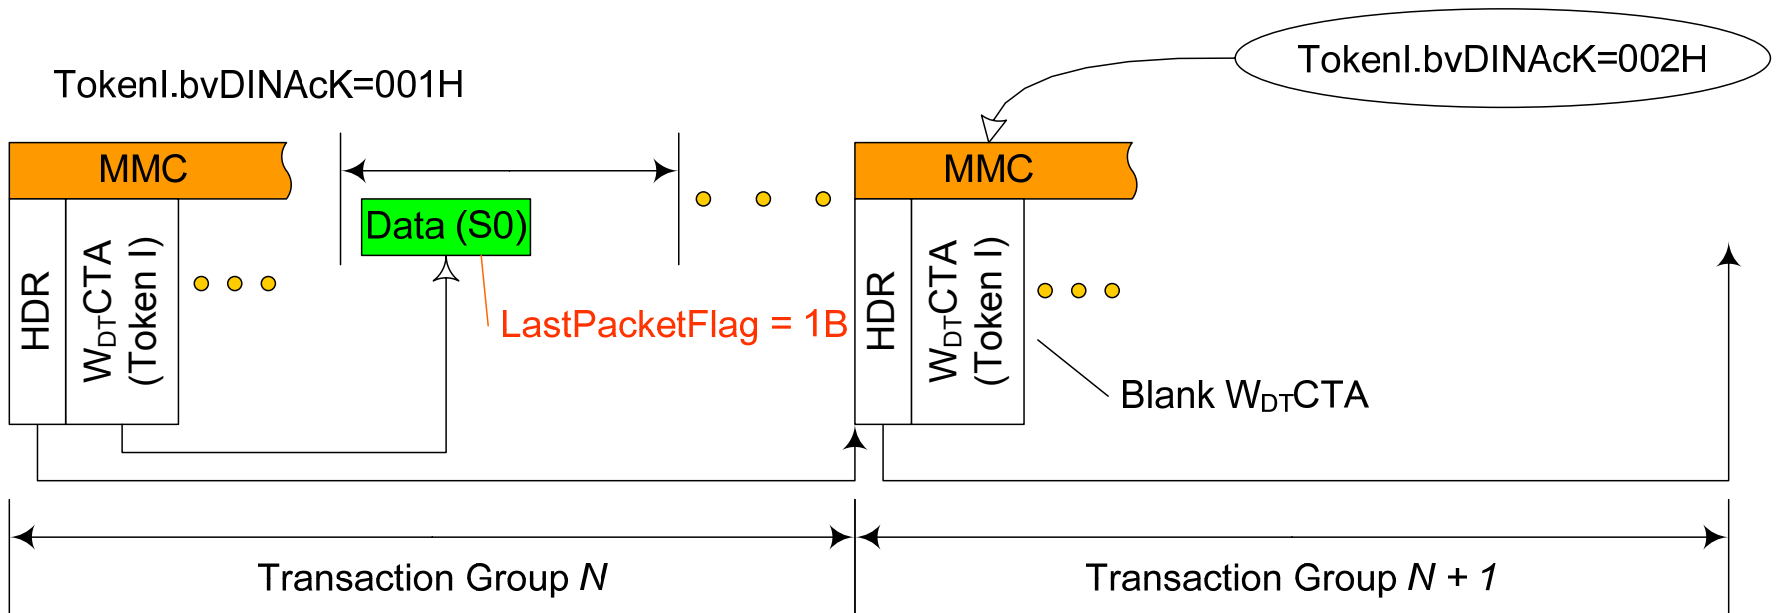 TokenI.bvDINAcK=001H
TokenI.bvDINAcK=002H
MMC
MMC
Data (S0)
HDR
WDTCTA
(Token I)
LastPacketFlag = 1B
HDR
WDTCTA
(Token I)
Blank WDTCTA
Transaction Group N
Transaction Group N + 1